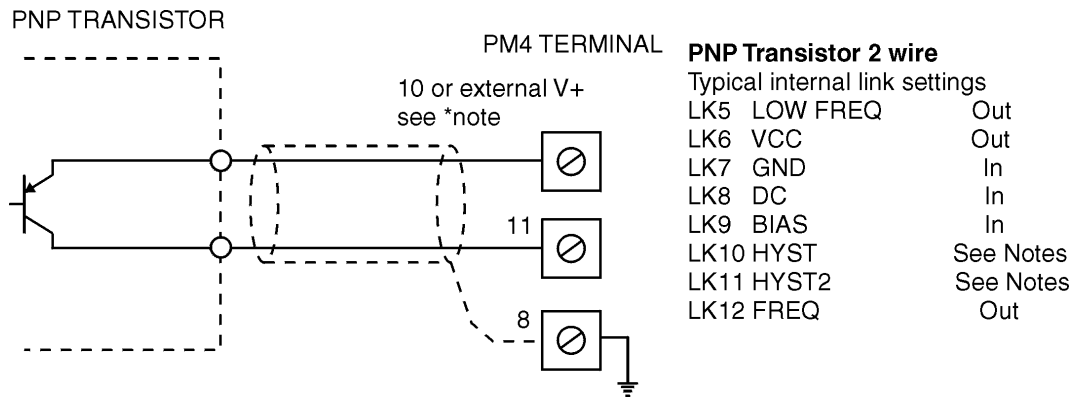 PNP TRANSISTOR
PM4 TERMINAL
10 or external V+
see *note
11
8
PNP Transistor 2 wire
Typical internal link settings
LK5 LOW FREQ Out
LK6 VCC Out
LK7 GND In
LK8 DC In
LK9 BIAS In
LK10 HYST See Notes
LK11 HYST2 See Notes
LK12 FREQ Out